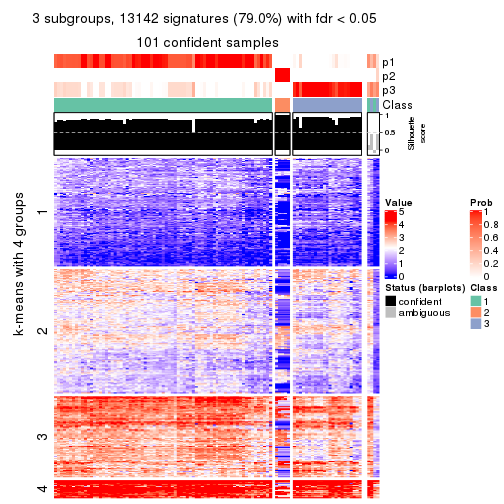 3 subgroups, 13142 signatures (79.0%) with fdr < 0.05
101 confident samples
p1
p2
p3
Class
1
0.5
0
Silhouette
score
k-means with 4 groups
1
2
3
4
Value
5
4
3
2
1
0
Prob
1
0.8
0.6
0.4
0.2
0
Status (barplots)
confident
ambiguous
Class
1
2
3